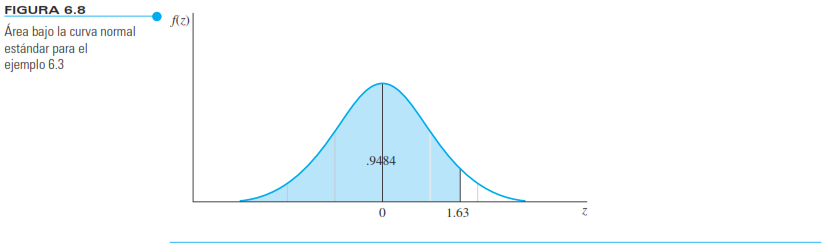 FIGURA 6.8
Área bajo la curva normal
estándar para el
ejemplo 6.3
f(z)
.9484
0
1.63
z